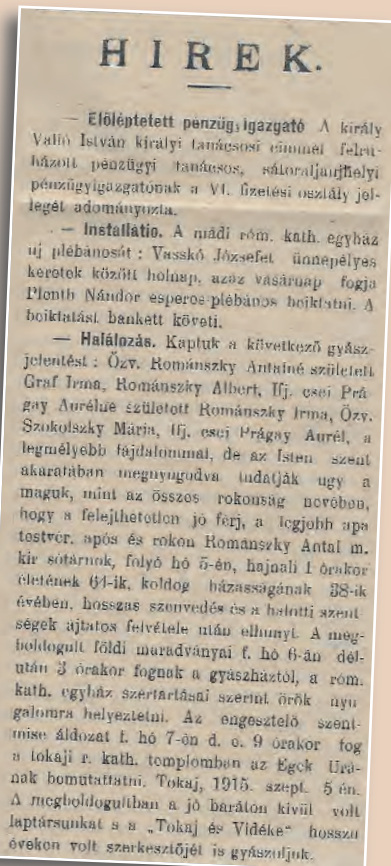 HIREK.
— Előléptetett pénzügyigazgató A király
Valló István királyi tanácsosi címmel felru-
házott pénzügyi tanácsos, sátoraljaujhelyi
pénzügyigazgatónak a VI. fizetési osztály jel-
legét adományozta.
— Installátio. A mádi róm. kath. egyház
uj plébánosát : Vasskó Józsefet ünnepélyes
keretek között holnap, azaz vasárnap fogja
Plonth Nándor esperes-plébános beiktatni. A
beiktatást bankett követi.
— Halálozás. Kaptuk a következő gyász-
jelentést : Özv. Románszky Antalné született
Graf Irma, Románszky Albert, Ifj. csei Prá-
gay Aurélné született Románszky Irma, Özv.
Szokolszky Mária, Ifj. csei Prágay Aurél, a
legmélyebb fájdalommal, de az Isten szent
akaratában megnyugodva tudatják ugy a
maguk, mint az összes rokonság nevében,
hogy a felejthetetlen jó férj, a legjobb apa
testvér, após és rokon Románszky Antal m.
kir sótárnok, folyó hó 5-én, hajnali 1 órakor
életének 64-ik, boldog házasságának 38-ik
évében, hosszas szenvedés és a halotti szent-
ségek ájtatos felvétele után elhunyt. A meg-
boldogult földi maradványai f. hó 6-án dél-
után 3 órakor fognak a gyászháztól, a róm.
kath. egyház szertartásai szerint örök nyu-
galomra helyeztetni. Az engesztelő szent-
mise áldozat f. hó 7-én d. e. 9 órakor fog
a tokaji r. kath. templomban az Egek Urá-
nak bemutattatni. Tokaj, 1915. szept. 5 én.
A megboldogultban a jó baráton kívül volt
laptársunkat s a „Tokaj és Vidéke" hosszu
éveken volt szerkesztőjét is gyászoljuk.